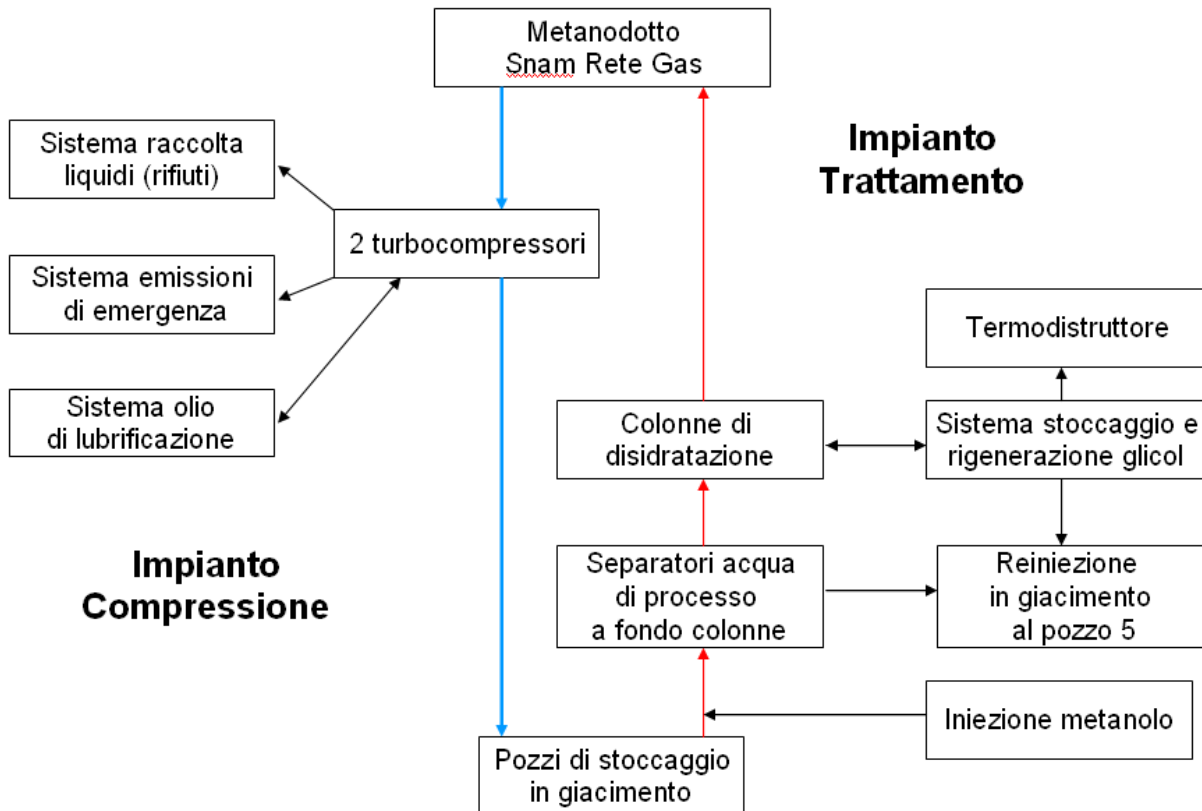 Metanodotto
Snam Rete Gas
Impianto
Trattamento
Sistema raccolta
liquidi (rifiuti)
2 turbocompressori
Sistema emissioni
di emergenza
Sistema olio
di lubrificazione
Termodistruttore
Colonne di
disidratazione
Sistema stoccaggio e
rigenerazione glicol
Impianto
Compressione
Separatori acqua
di processo
a fondo colonne
Reiniezione
in giacimento
al pozzo 5
Iniezione metanolo
Pozzi di stoccaggio
in giacimento